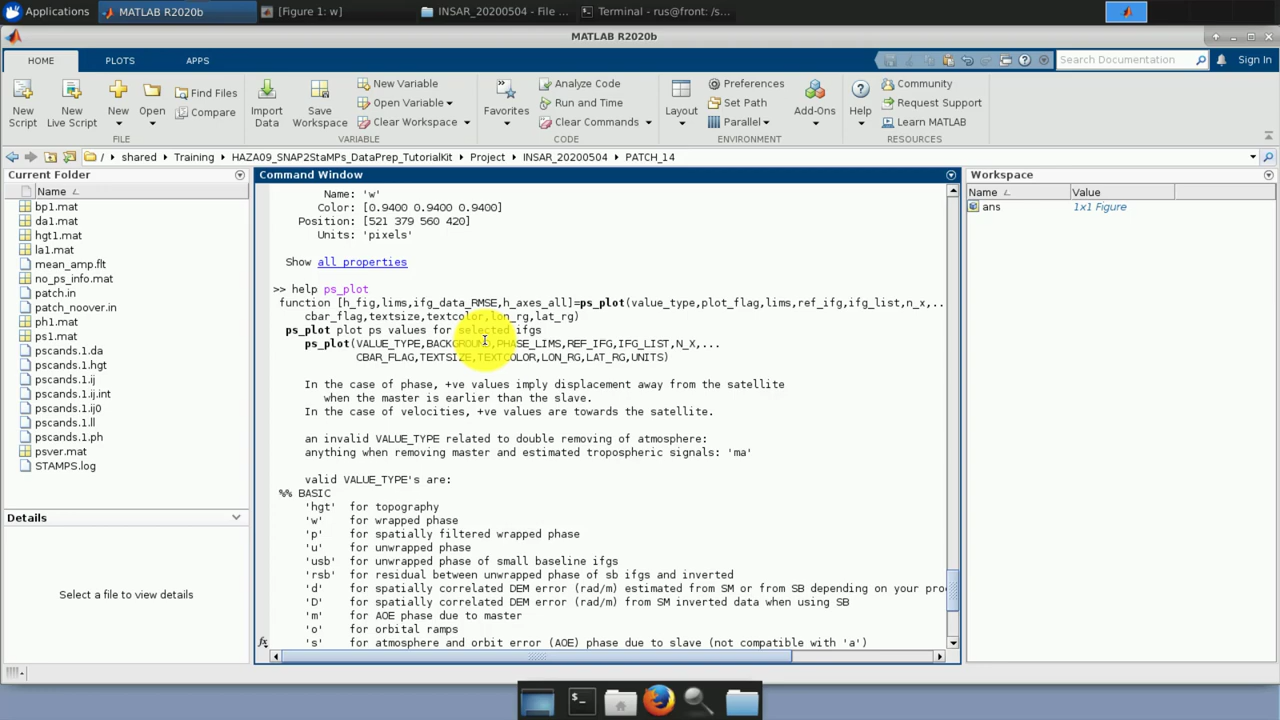 Applications
MATLAB R2020b
[Figure 1: w]
INSAR_20200504 - File ...
Terminal - rus@front: /s...
MATLAB R2020b
HOME
PLOTS
APPS
Search Documentation
Sign In
New Script
New Live Script
New
Open
Find Files
Compare
Import Data
Save Workspace
New Variable
Open Variable
Clear Workspace
Favorites
Analyze Code
Run and Time
Clear Commands
Layout
Preferences
Set Path
Parallel
Add-Ons
Help
Community
Request Support
Learn MATLAB
FILE
VARIABLE
CODE
ENVIRONMENT
RESOURCES
/ shared Training HAZA09_SNAP2StaMPs_DataPrep_TutorialKit Project INSAR_20200504 PATCH_14
Current Folder
Name
bp1.mat
da1.mat
hgt1.mat
la1.mat
mean_amp.flt
no_ps_info.mat
patch.in
patch_noover.in
ph1.mat
ps1.mat
pscands.1.da
pscands.1.hgt
pscands.1.ij
pscands.1.ij.int
pscands.1.ij0
pscands.1.ll
pscands.1.ph
psver.mat
STAMPS.log
Details
Select a file to view details
Command Window
Name: 'w'
Color: [0.9400 0.9400 0.9400]
Position: [521 379 560 420]
Units: 'pixels'
Show all properties
>> help ps_plot
function [h_fig,lims,ifg_data_RMSE,h_axes_all]=ps_plot(value_type,plot_flag,lims,ref_ifg,ifg_list,n_x,..
cbar_flag,textsize,textcolor,lon_rg,lat_rg)
ps_plot plot ps values for selected ifgs
ps_plot(VALUE_TYPE,BACKGROUND,PHASE_LIMS,REF_IFG,IFG_LIST,N_X,...
CBAR_FLAG,TEXTSIZE,TEXTCOLOR,LON_RG,LAT_RG,UNITS)
In the case of phase, +ve values imply displacement away from the satellite
when the master is earlier than the slave.
In the case of velocities, +ve values are towards the satellite.
an invalid VALUE_TYPE related to double removing of atmosphere:
anything when removing master and estimated tropospheric signals: 'ma'
valid VALUE_TYPE's are:
%% BASIC
'hgt' for topography
'w' for wrapped phase
'p' for spatially filtered wrapped phase
'u' for unwrapped phase
'usb' for unwrapped phase of small baseline ifgs
'rsb' for residual between unwrapped phase of sb ifgs and inverted
'd' for spatially correlated DEM error (rad/m) estimated from SM or from SB depending on your pro
'D' for spatially correlated DEM error (rad/m) from SM inverted data when using SB
'm' for AOE phase due to master
'o' for orbital ramps
's' for atmosphere and orbit error (AOE) phase due to slave (not compatible with 'a')
fx
Workspace
Name Value
ans 1x1 Figure